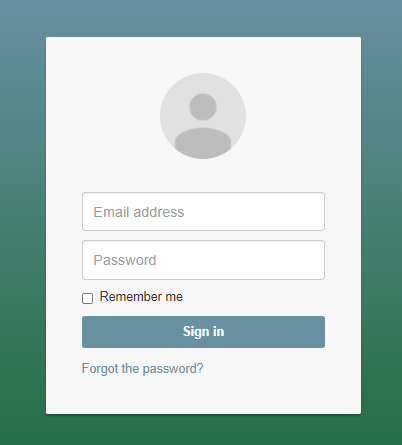 Email address
Password
Remember me
Sign in
Forgot the password?